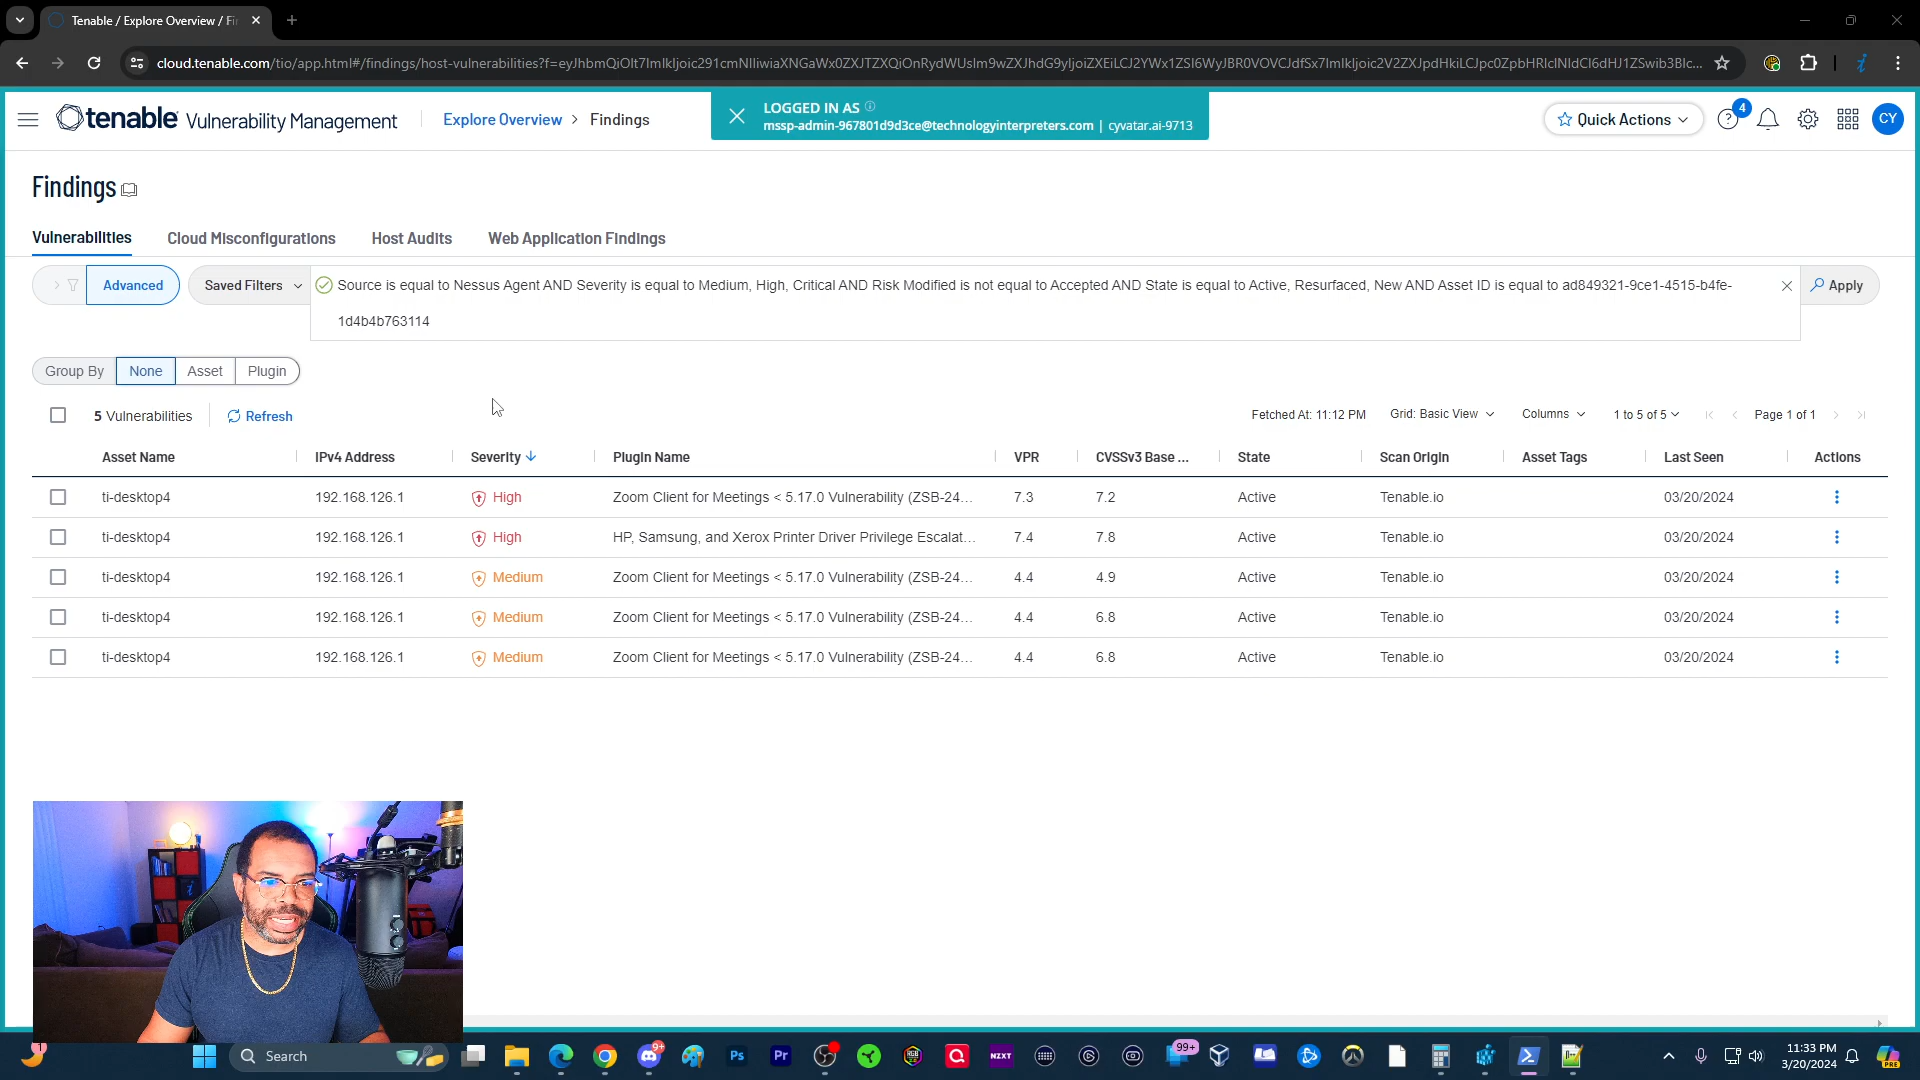 Tenable / Explore Overview / Fi
cloud.tenable.com
tenable Vulnerability Management
Explore Overview > Findings
LOGGED IN AS
mssp-admin-967801d9d3ce@technologyinterpreters.com | cyvatar.ai-9713
Quick Actions
4
CY
Findings
Vulnerabilities Cloud Misconfigurations Host Audits Web Application Findings
Advanced Saved Filters
Source is equal to Nessus Agent AND Severity is equal to Medium, High, Critical AND Risk Modified is not equal to Accepted AND State is equal to Active, Resurfaced, New AND Asset ID is equal to ad849321-9ce1-4515-b4fe-
1d4b4b763114
Apply
Group By None Asset Plugin
5 Vulnerabilities Refresh Fetched At: 11:12 PM Grid: Basic View Columns 1 to 5 of 5 Page 1 of 1
Asset Name IPv4 Address Severity Plugin Name VPR CVSSv3 Base ... State Scan Origin Asset Tags Last Seen Actions
ti-desktop4 192.168.126.1 High Zoom Client for Meetings < 5.17.0 Vulnerability (ZSB-24... 7.3 7.2 Active Tenable.io 03/20/2024
ti-desktop4 192.168.126.1 High HP, Samsung, and Xerox Printer Driver Privilege Escalat... 7.4 7.8 Active Tenable.io 03/20/2024
ti-desktop4 192.168.126.1 Medium Zoom Client for Meetings < 5.17.0 Vulnerability (ZSB-24... 4.4 4.9 Active Tenable.io 03/20/2024
ti-desktop4 192.168.126.1 Medium Zoom Client for Meetings < 5.17.0 Vulnerability (ZSB-24... 4.4 6.8 Active Tenable.io 03/20/2024
ti-desktop4 192.168.126.1 Medium Zoom Client for Meetings < 5.17.0 Vulnerability (ZSB-24... 4.4 6.8 Active Tenable.io 03/20/2024
1
Search
9+
Ps
Pr
NZXT
99+
11:33 PM
3/20/2024
PRE